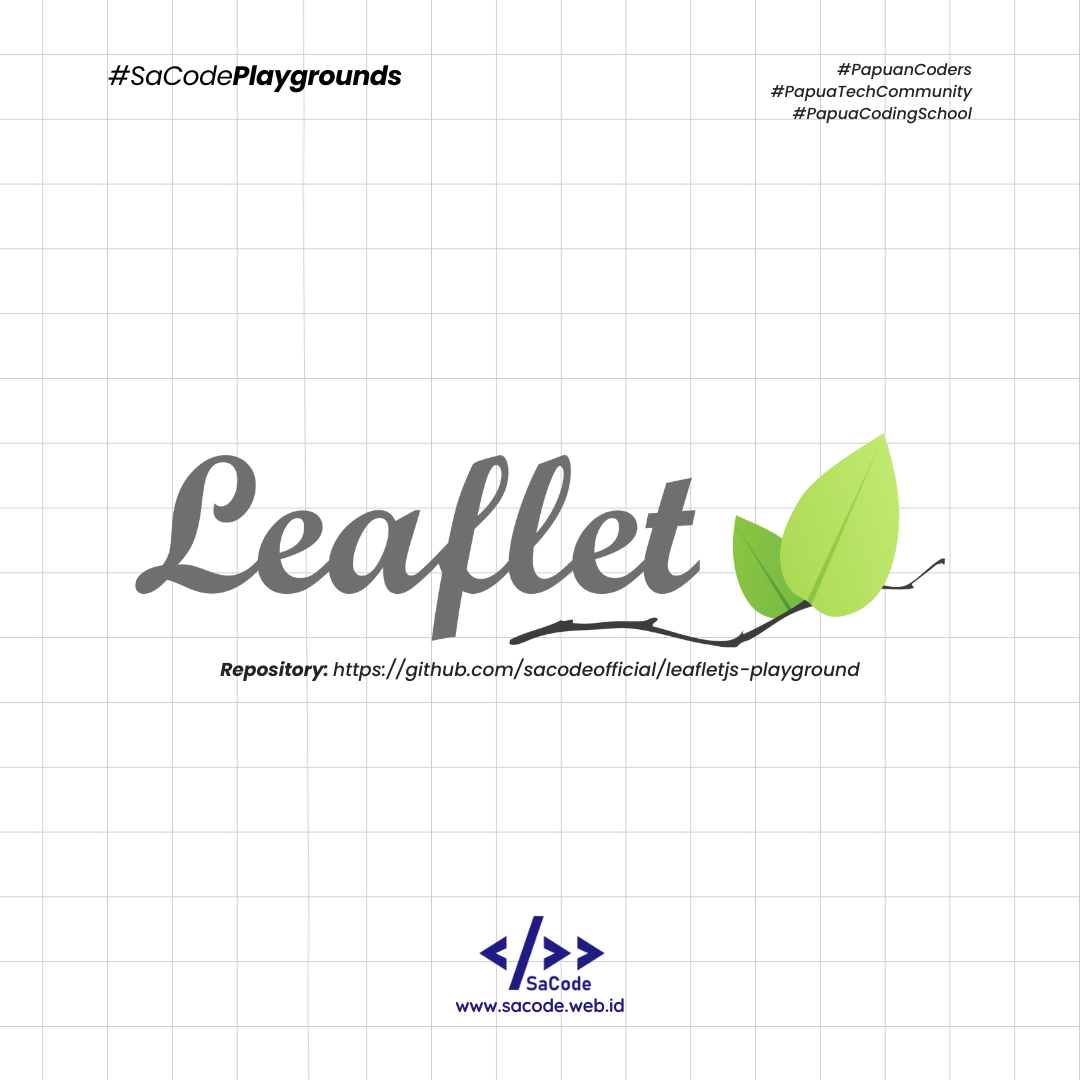 #SaCodePlaygrounds
#PapuanCoders
#PapuaTechCommunity
#PapuaCodingSchool
Leaflet
Repository: https://github.com/sacodeofficial/leafletjs-playground
</>>
SaCode
www.sacode.web.id